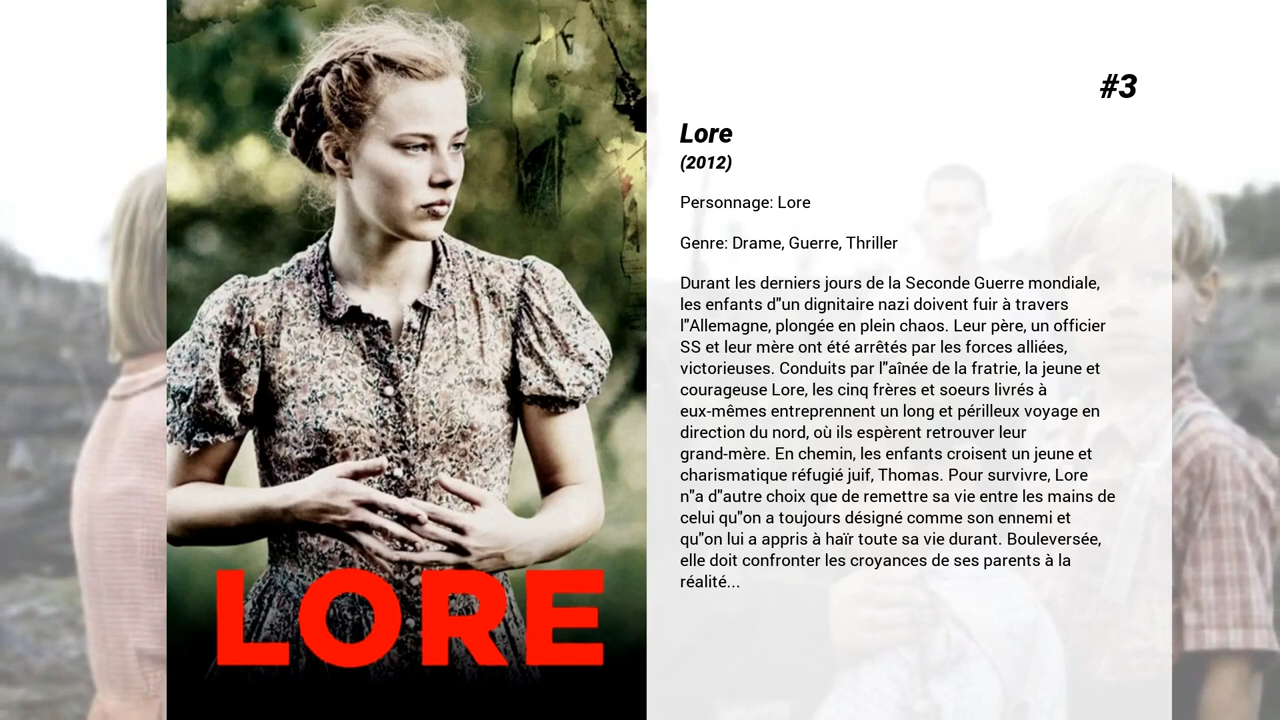 #3
Lore
(2012)
Personnage: Lore
Genre: Drame, Guerre, Thriller
Durant les derniers jours de la Seconde Guerre mondiale,
les enfants d"un dignitaire nazi doivent fuir à travers
l"Allemagne, plongée en plein chaos. Leur père, un officier
SS et leur mère ont été arrêtés par les forces alliées,
victorieuses. Conduits par l"aînée de la fratrie, la jeune et
courageuse Lore, les cinq frères et soeurs livrés à
eux-mêmes entreprennent un long et périlleux voyage en
direction du nord, où ils espèrent retrouver leur
grand-mère. En chemin, les enfants croisent un jeune et
charismatique réfugié juif, Thomas. Pour survivre, Lore
n"a d"autre choix que de remettre sa vie entre les mains de
celui qu"on a toujours désigné comme son ennemi et
qu"on lui a appris à haïr toute sa vie durant. Bouleversée,
elle doit confronter les croyances de ses parents à la
réalité...
LORE